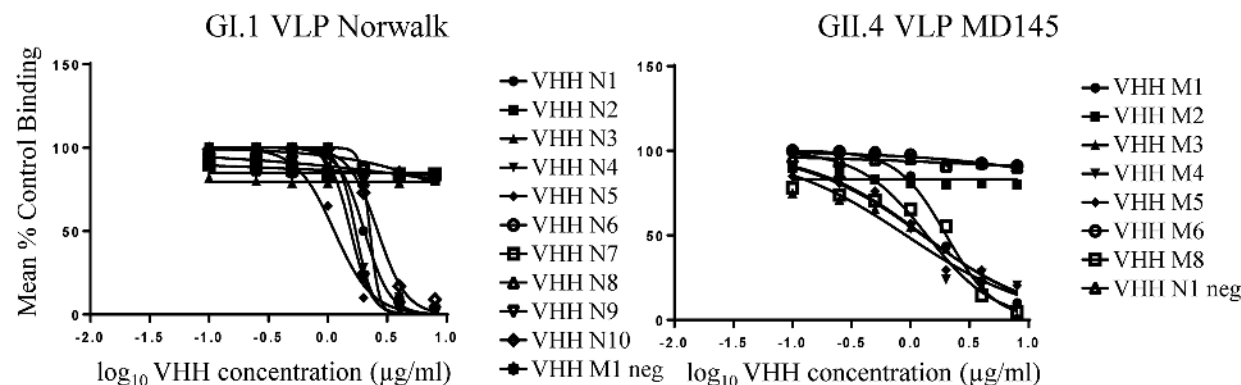 GI.1 VLP Norwalk
GII.4 VLP MD145
Mean % Control Binding
150
100
50
0
-2.0 -1.5 -1.0 -0.5 0.0 0.5 1.0
log₁₀ VHH concentration (µg/ml)
VHH N1
VHH N2
VHH N3
VHH N4
VHH N5
VHH N6
VHH N7
VHH N8
VHH N9
VHH N10
VHH M1 neg
150
100
50
0
-2.0 -1.5 -1.0 -0.5 0.0 0.5 1.0
log₁₀ VHH concentration (µg/ml)
VHH M1
VHH M2
VHH M3
VHH M4
VHH M5
VHH M6
VHH M8
VHH N1 neg